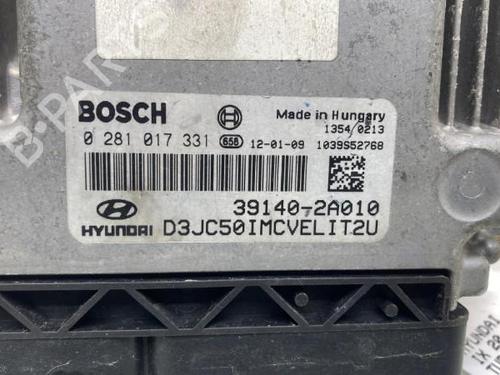 BOSCH
Made in Hungary
1354 0213
0 281 017 331 658 12-01-09 1039S52768
39140-2A010
HYUNDAI D3JC50IMCVELIT2U